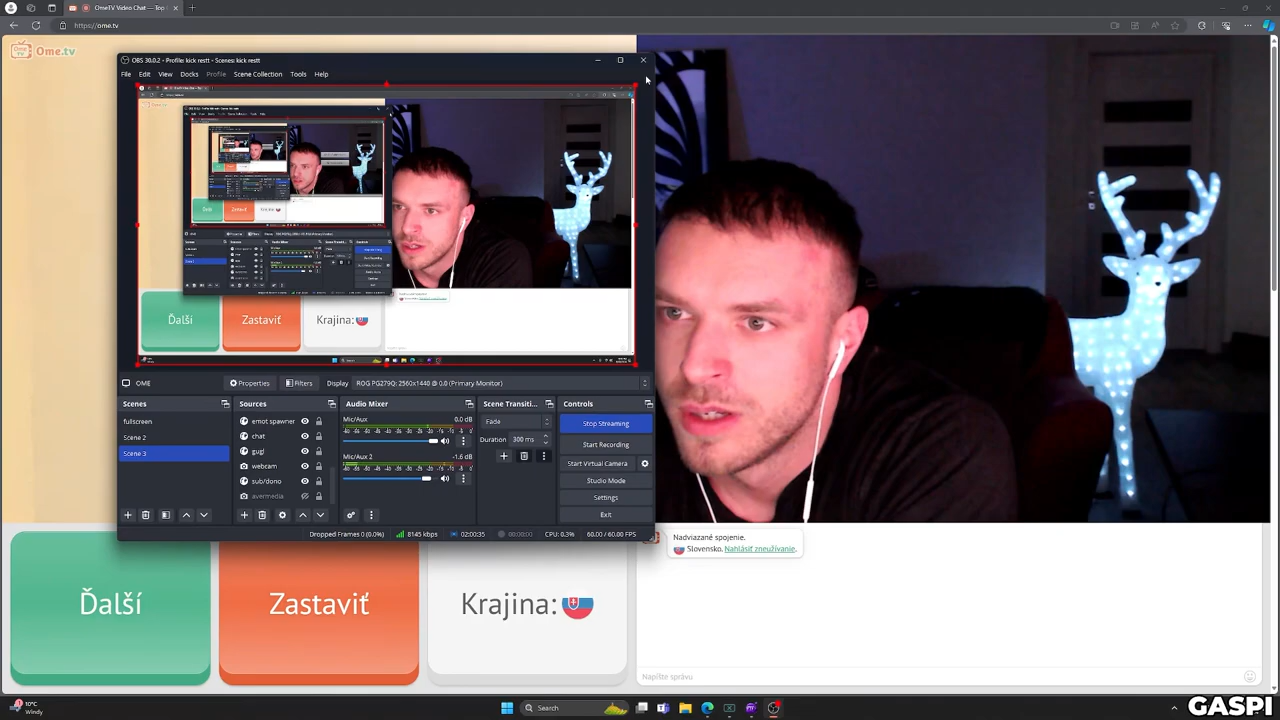 OmeTV Video Chat — Top
https://ome.tv
Ome.tv
OBS 30.0.2 - Profile: kick restt - Scenes: kick restt
File Edit View Docks Profile Scene Collection Tools Help
Ďalší
Zastaviť
Krajina:
OME
Properties
Filters
Display
ROG PG279Q: 2560x1440 @ 0,0 (Primary Monitor)
Scenes
fullscreen
Scene 2
Scene 3
Sources
emot spawner
chat
gugl
webcam
sub/dono
avermedia
Audio Mixer
Mic/Aux 0.0 dB
Mic/Aux 2 -1.6 dB
Scene Transiti...
Fade
Duration 300 ms
Controls
Stop Streaming
Start Recording
Start Virtual Camera
Studio Mode
Settings
Exit
Dropped Frames 0 (0.0%) 8145 kbps 02:00:35 00:00:00 CPU: 0.3% 60.00 / 60.00 FPS
Nadviazané spojenie.
Slovensko. Nahlásiť zneužívanie.
Ďalší
Zastaviť
Krajina:
Napíšte správu
10°C
Windy
Search
GASPI